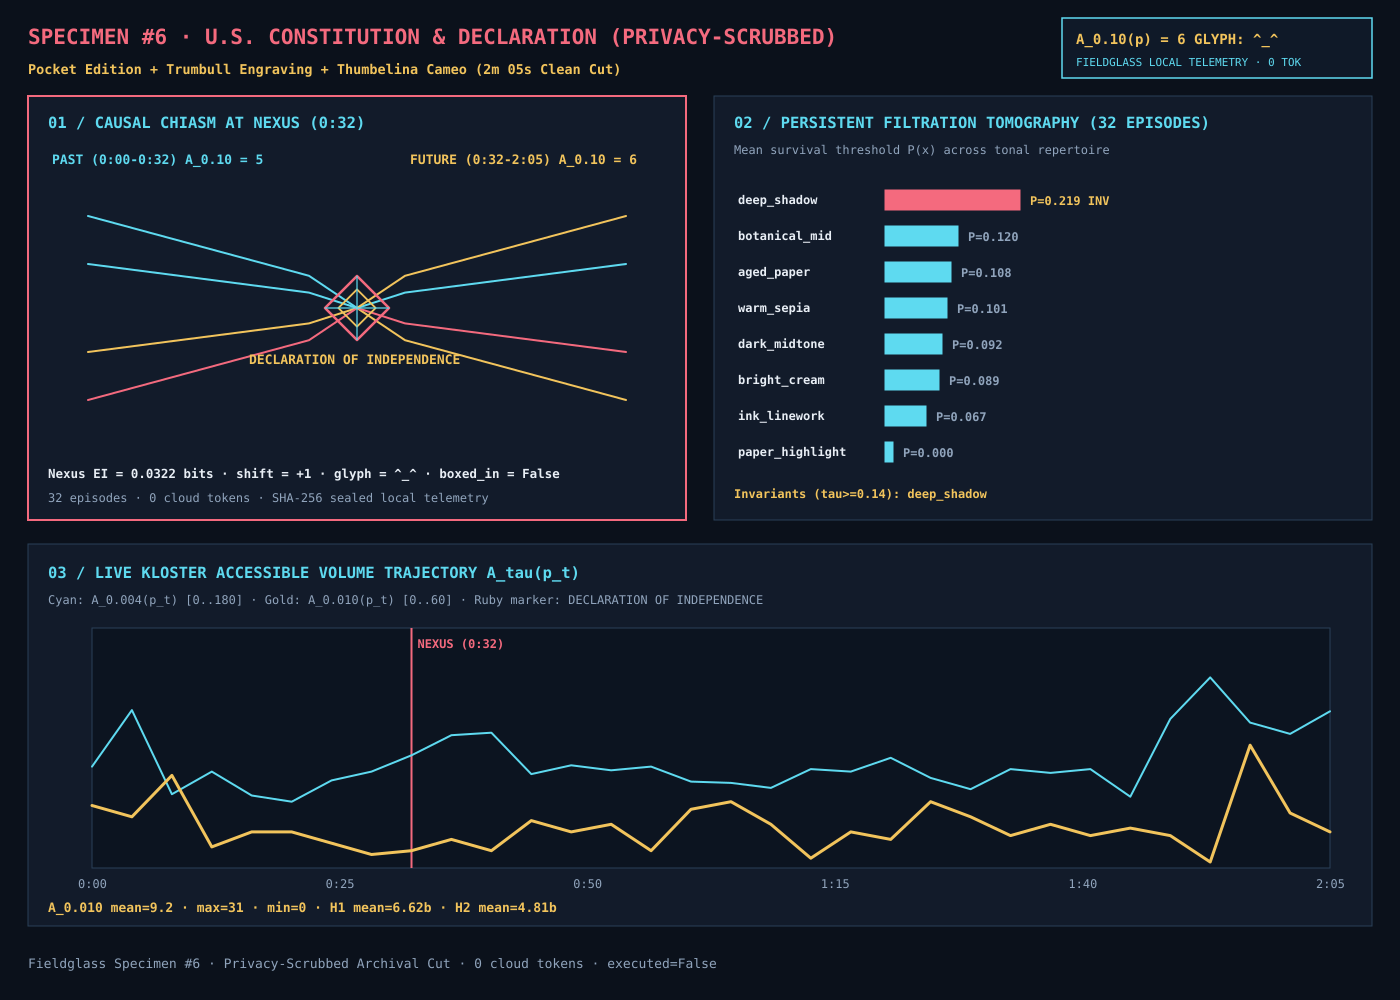 SPECIMEN #6 · U.S. CONSTITUTION & DECLARATION (PRIVACY-SCRUBBED)
Pocket Edition + Trumbull Engraving + Thumbelina Cameo (2m 05s Clean Cut)
A_0.10(p) = 6 GLYPH: ^_^
FIELDGLASS LOCAL TELEMETRY · 0 TOK
01 / CAUSAL CHIASM AT NEXUS (0:32)
PAST (0:00-0:32) A_0.10 = 5
FUTURE (0:32-2:05) A_0.10 = 6
DECLARATION OF INDEPENDENCE
Nexus EI = 0.0322 bits · shift = +1 · glyph = ^_^ · boxed_in = False
32 episodes · 0 cloud tokens · SHA-256 sealed local telemetry
02 / PERSISTENT FILTRATION TOMOGRAPHY (32 EPISODES)
Mean survival threshold P(x) across tonal repertoire
deep_shadow P=0.219 INV
botanical_mid P=0.120
aged_paper P=0.108
warm_sepia P=0.101
dark_midtone P=0.092
bright_cream P=0.089
ink_linework P=0.067
paper_highlight P=0.000
Invariants (tau>=0.14): deep_shadow
03 / LIVE KLOSTER ACCESSIBLE VOLUME TRAJECTORY A_tau(p_t)
Cyan: A_0.004(p_t) [0..180] · Gold: A_0.010(p_t) [0..60] · Ruby marker: DECLARATION OF INDEPENDENCE
NEXUS (0:32)
0:00 0:25 0:50 1:15 1:40 2:05
A_0.010 mean=9.2 · max=31 · min=0 · H1 mean=6.62b · H2 mean=4.81b
Fieldglass Specimen #6 · Privacy-Scrubbed Archival Cut · 0 cloud tokens · executed=False